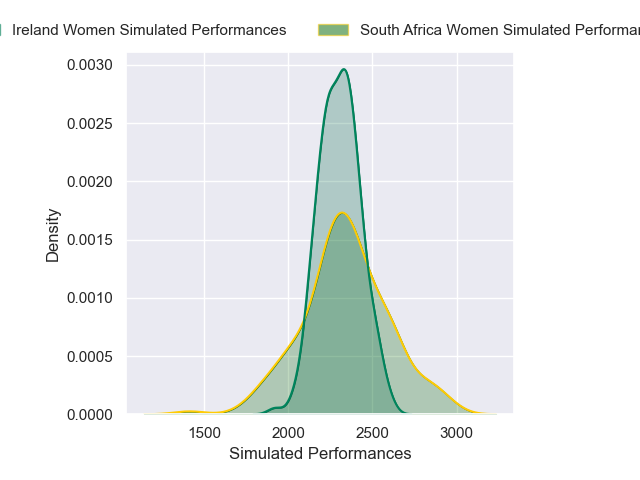 Ireland Women Simulated Performances South Africa Women Simulated
0.0030
0.0025
0.0020
0.0015
0.0010
0.0005
0.0000
Density
1500 2000 2500 3000
Simulated Performances